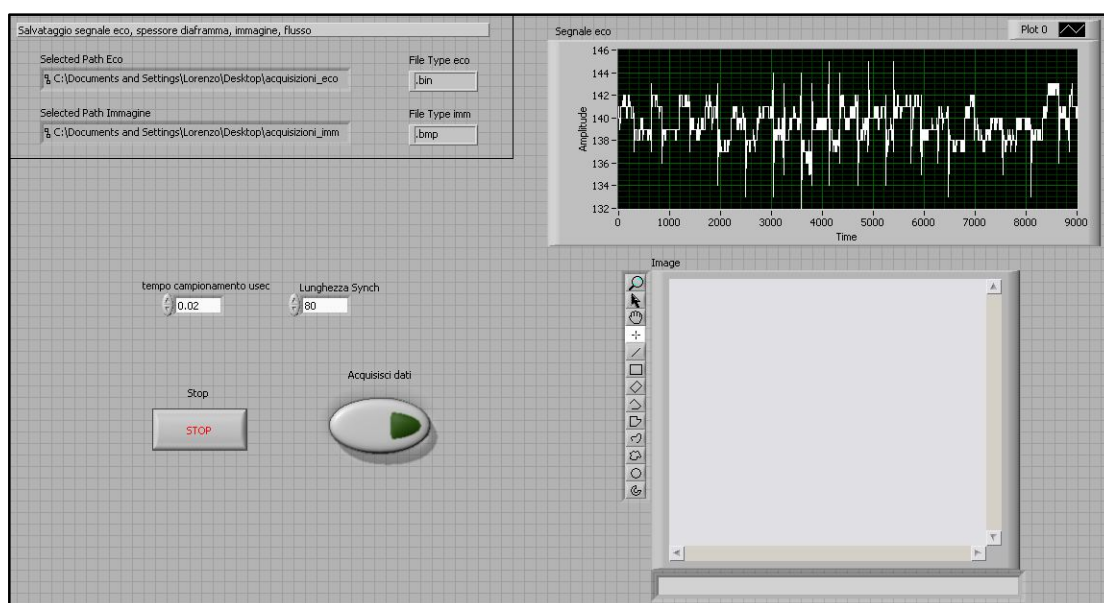 Salvataggio segnale eco, spessore diaframma, immagine, flusso
Selected Path Eco
File Type eco
C:\Documents and Settings\Lorenzo\Desktop\acquisizioni_eco
.bin
Selected Path Immagine
File Type imm
C:\Documents and Settings\Lorenzo\Desktop\acquisizioni_imm
.bmp
Segnale eco
Plot 0
Amplitude
146
144
142
140
138
136
134
132
0 1000 2000 3000 4000 5000 6000 7000 8000 9000
Time
tempo campionamento usec
0.02
Lunghezza Synch
80
Stop
STOP
Acquisisci dati
Image